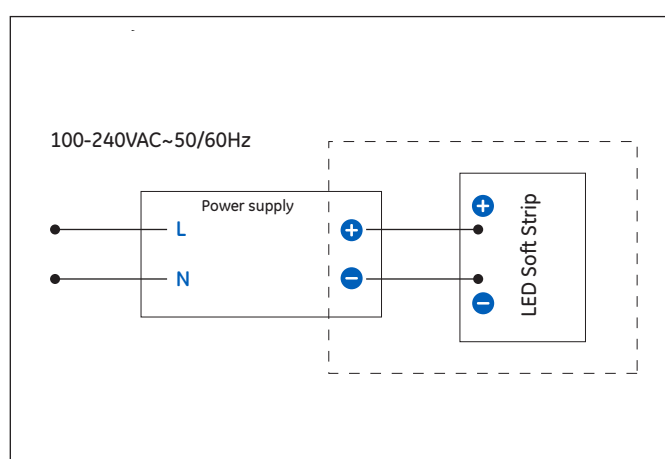 100-240VAC~50/60Hz
Power supply
L
N
+
−
+
−
LED Soft Strip